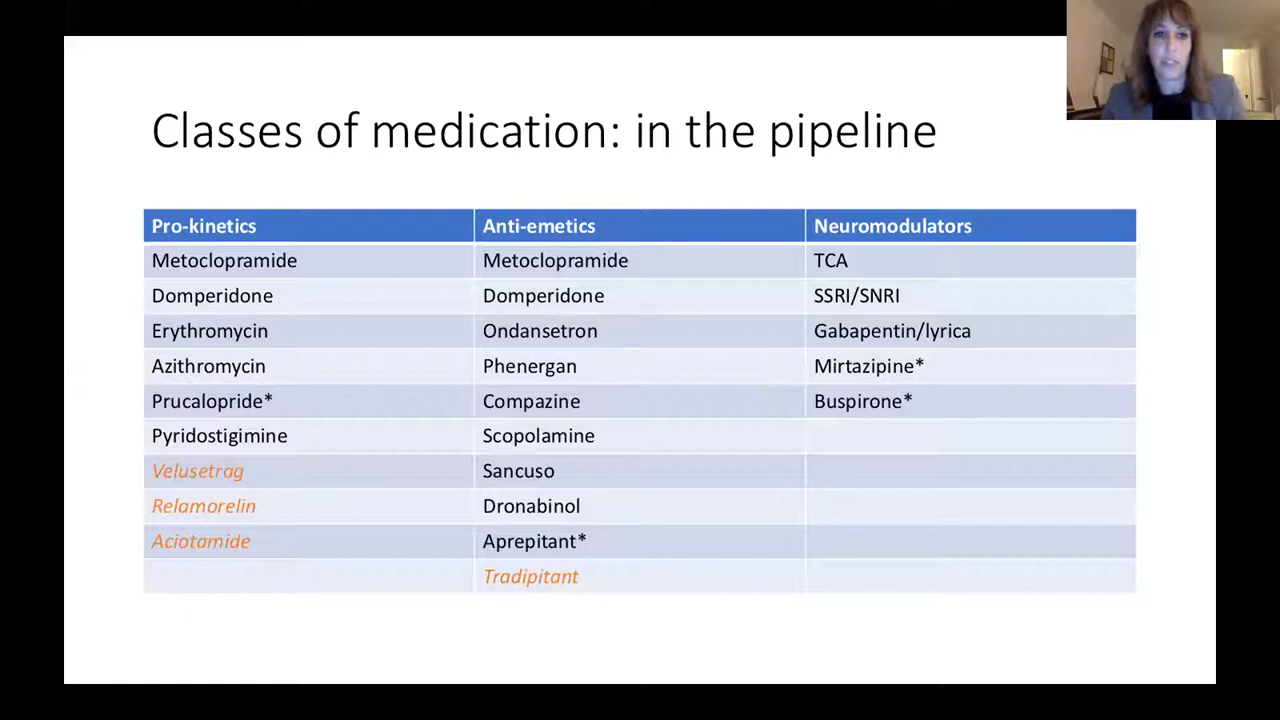 Classes of medication: in the pipeline
Pro-kinetics Anti-emetics Neuromodulators
Metoclopramide Metoclopramide TCA
Domperidone Domperidone SSRI/SNRI
Erythromycin Ondansetron Gabapentin/lyrica
Azithromycin Phenergan Mirtazipine*
Prucalopride* Compazine Buspirone*
Pyridostigimine Scopolamine
Velusetrag Sancuso
Relamorelin Dronabinol
Aciotamide Aprepitant*
Tradipitant